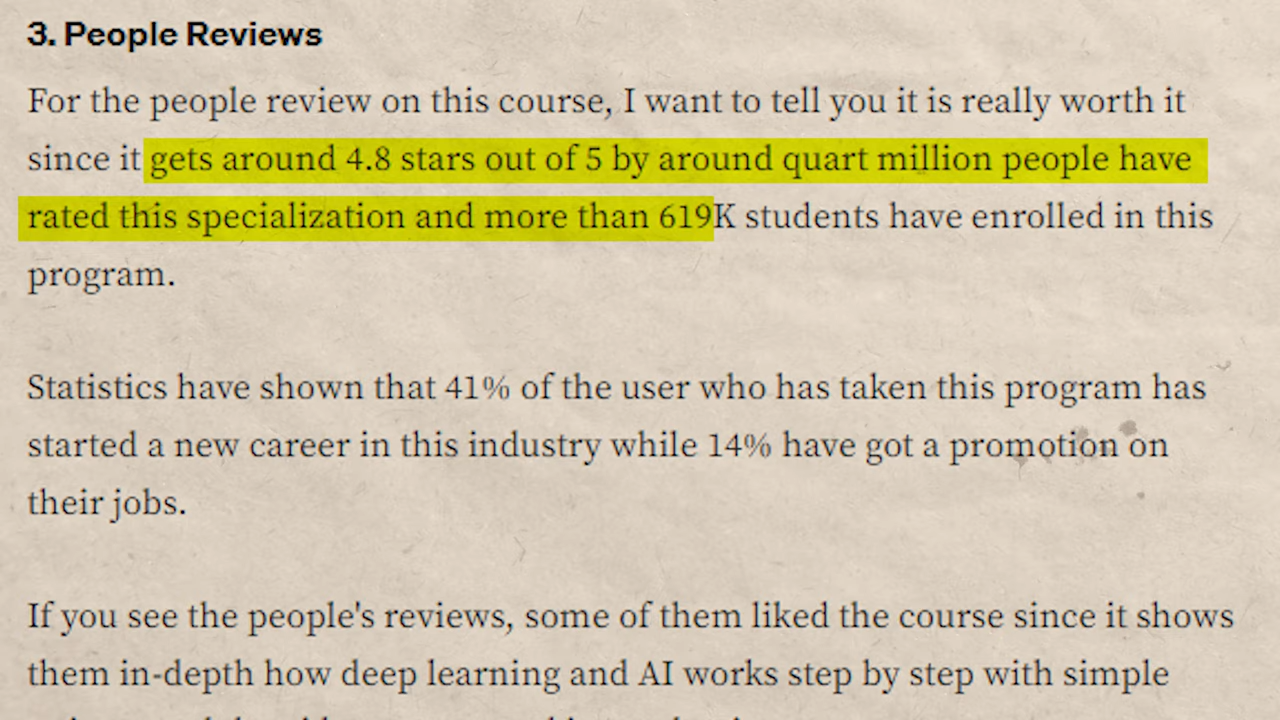 3. People Reviews
For the people review on this course, I want to tell you it is really worth it
since it gets around 4.8 stars out of 5 by around quart million people have
rated this specialization and more than 619K students have enrolled in this
program.
Statistics have shown that 41% of the user who has taken this program has
started a new career in this industry while 14% have got a promotion on
their jobs.
If you see the people's reviews, some of them liked the course since it shows
them in-depth how deep learning and AI works step by step with simple